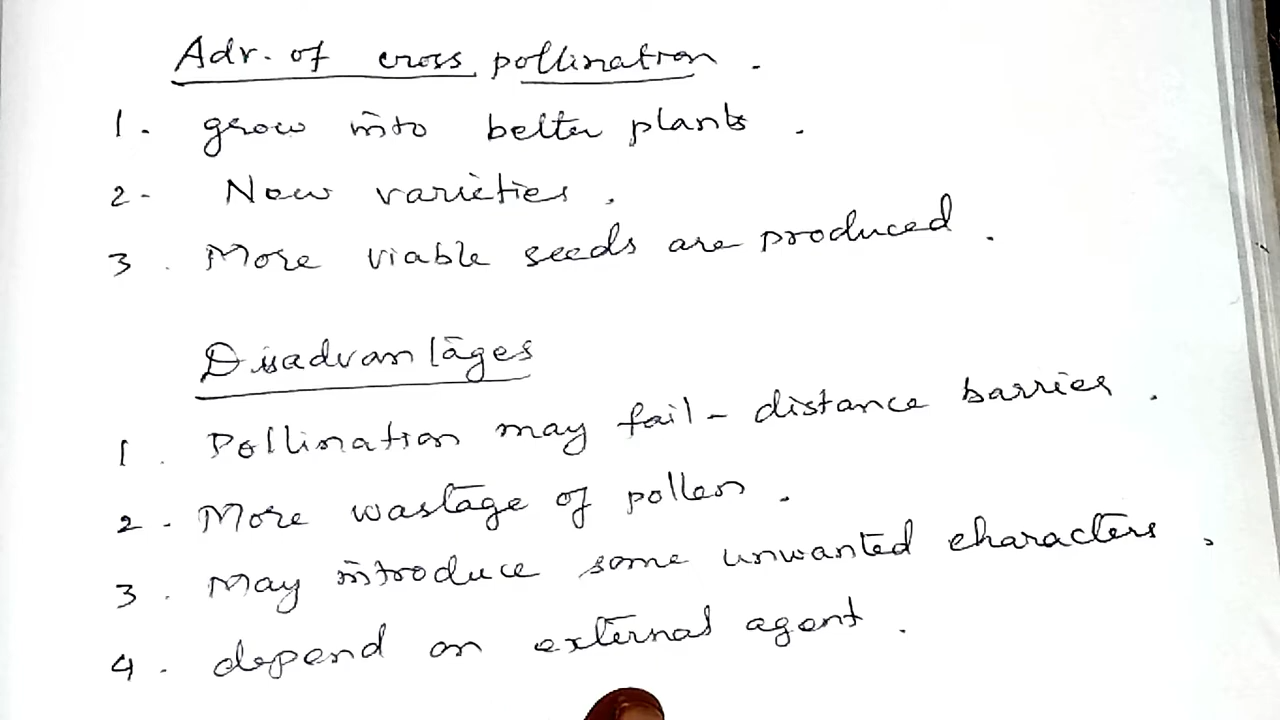 Adv. of cross pollination.
1. grow into better plants.
2- New varieties.
3. More viable seeds are produced.
Disadvantages
1. Pollination may fail - distance barrier.
2. More wastage of pollen.
3. May introduce some unwanted characters.
4. depend on external agent.